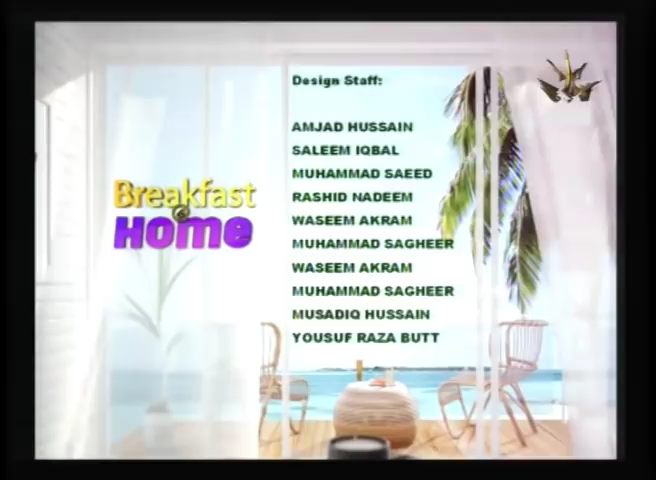 Design Staff:
AMJAD HUSSAIN
SALEEM IQBAL
MUHAMMAD SAEED
RASHID NADEEM
WASEEM AKRAM
MUHAMMAD SAGHEER
WASEEM AKRAM
MUHAMMAD SAGHEER
MUSADIQ HUSSAIN
YOUSUF RAZA BUTT
Breakfast
@
Home